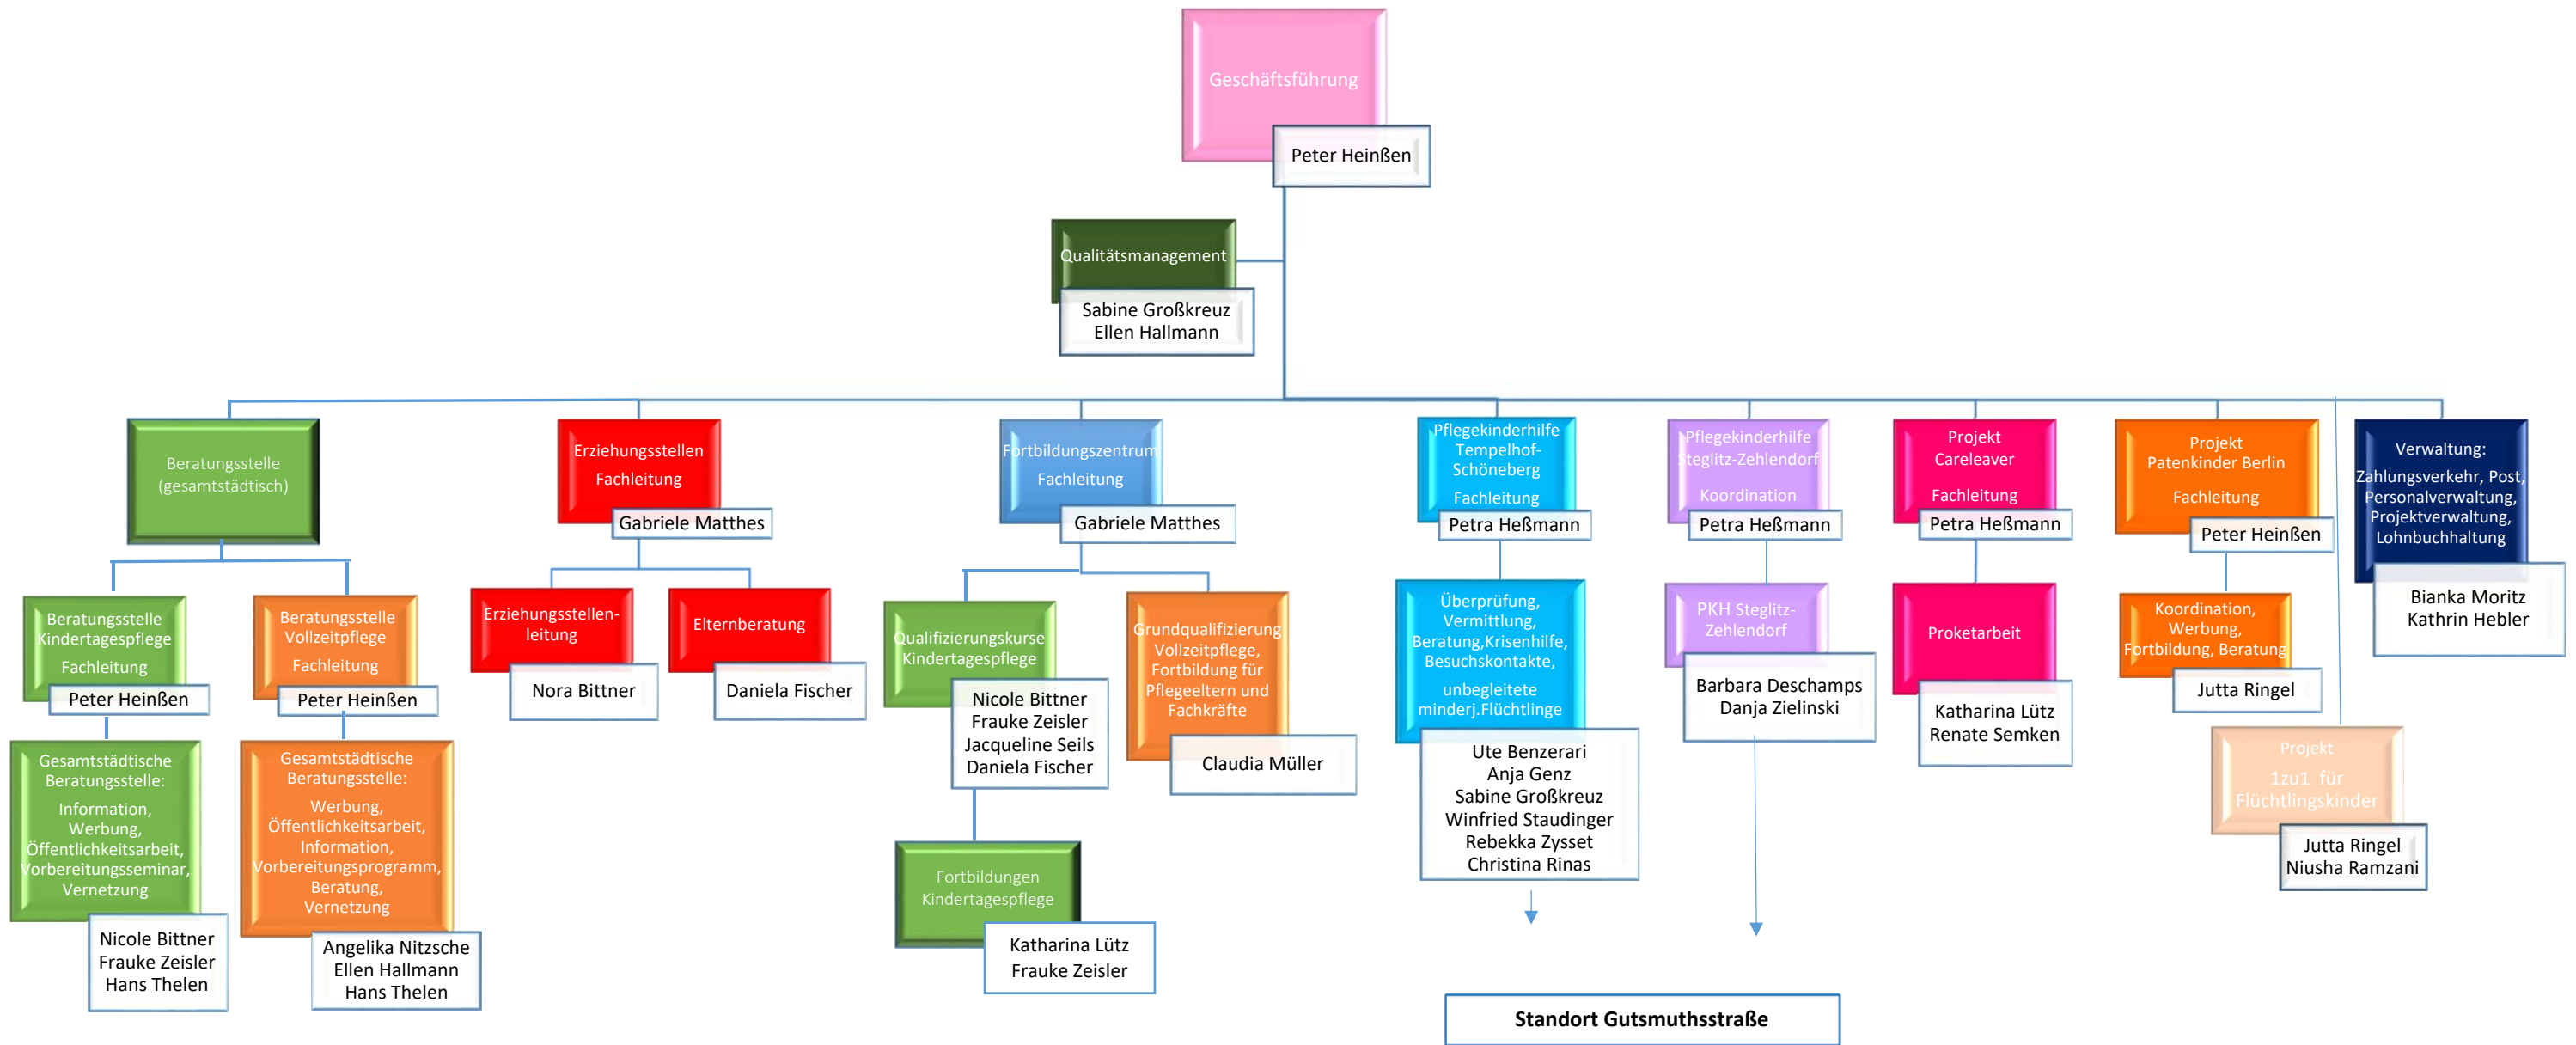 Geschäftsführung
Peter Heinßen
Qualitätsmanagement
Sabine Großkreuz
Ellen Hallmann
Beratungsstelle
(gesamtstädtisch)
Beratungsstelle
Kindertagespflege
Fachleitung
Peter Heinßen
Gesamtstädtische
Beratungsstelle:
Information,
Werbung,
Öffentlichkeitsarbeit,
Vorbereitungsseminar,
Vernetzung
Nicole Bittner
Frauke Zeisler
Hans Thelen
Beratungsstelle
Vollzeitpflege
Fachleitung
Peter Heinßen
Gesamtstädtische
Beratungsstelle:
Werbung,
Öffentlichkeitsarbeit,
Information,
Vorbereitungsprogramm,
Beratung,
Vernetzung
Angelika Nitzsche
Ellen Hallmann
Hans Thelen
Erziehungsstellen
Fachleitung
Gabriele Matthes
Erziehungsstellen-
leitung
Nora Bittner
Elternberatung
Daniela Fischer
Fortbildungszentrum
Fachleitung
Gabriele Matthes
Qualifizierungskurse
Kindertagespflege
Nicole Bittner
Frauke Zeisler
Jacqueline Seils
Daniela Fischer
Fortbildungen
Kindertagespflege
Katharina Lütz
Frauke Zeisler
Grundqualifizierung
Vollzeitpflege,
Fortbildung für
Pflegeeltern und
Fachkräfte
Claudia Müller
Pflegekinderhilfe
Tempelhof-
Schöneberg
Fachleitung
Petra Heßmann
Überprüfung,
Vermittlung,
Beratung,Krisenhilfe,
Besuchskontakte,
unbegleitete
minderj.Flüchtlinge
Ute Benzerari
Anja Genz
Sabine Großkreuz
Winfried Staudinger
Rebekka Zysset
Christina Rinas
Pflegekinderhilfe
Steglitz-Zehlendorf
Koordination
Petra Heßmann
PKH Steglitz-
Zehlendorf
Barbara Deschamps
Danja Zielinski
Standort Gutsmuthsstraße
Projekt
Careleaver
Fachleitung
Petra Heßmann
Proketarbeit
Katharina Lütz
Renate Semken
Projekt
Patenkinder Berlin
Fachleitung
Peter Heinßen
Koordination,
Werbung,
Fortbildung, Beratung
Jutta Ringel
Projekt
1zu1 für
Flüchtlingskinder
Jutta Ringel
Niusha Ramzani
Verwaltung:
Zahlungsverkehr, Post,
Personalverwaltung,
Projektverwaltung,
Lohnbuchhaltung
Bianka Moritz
Kathrin Hebler